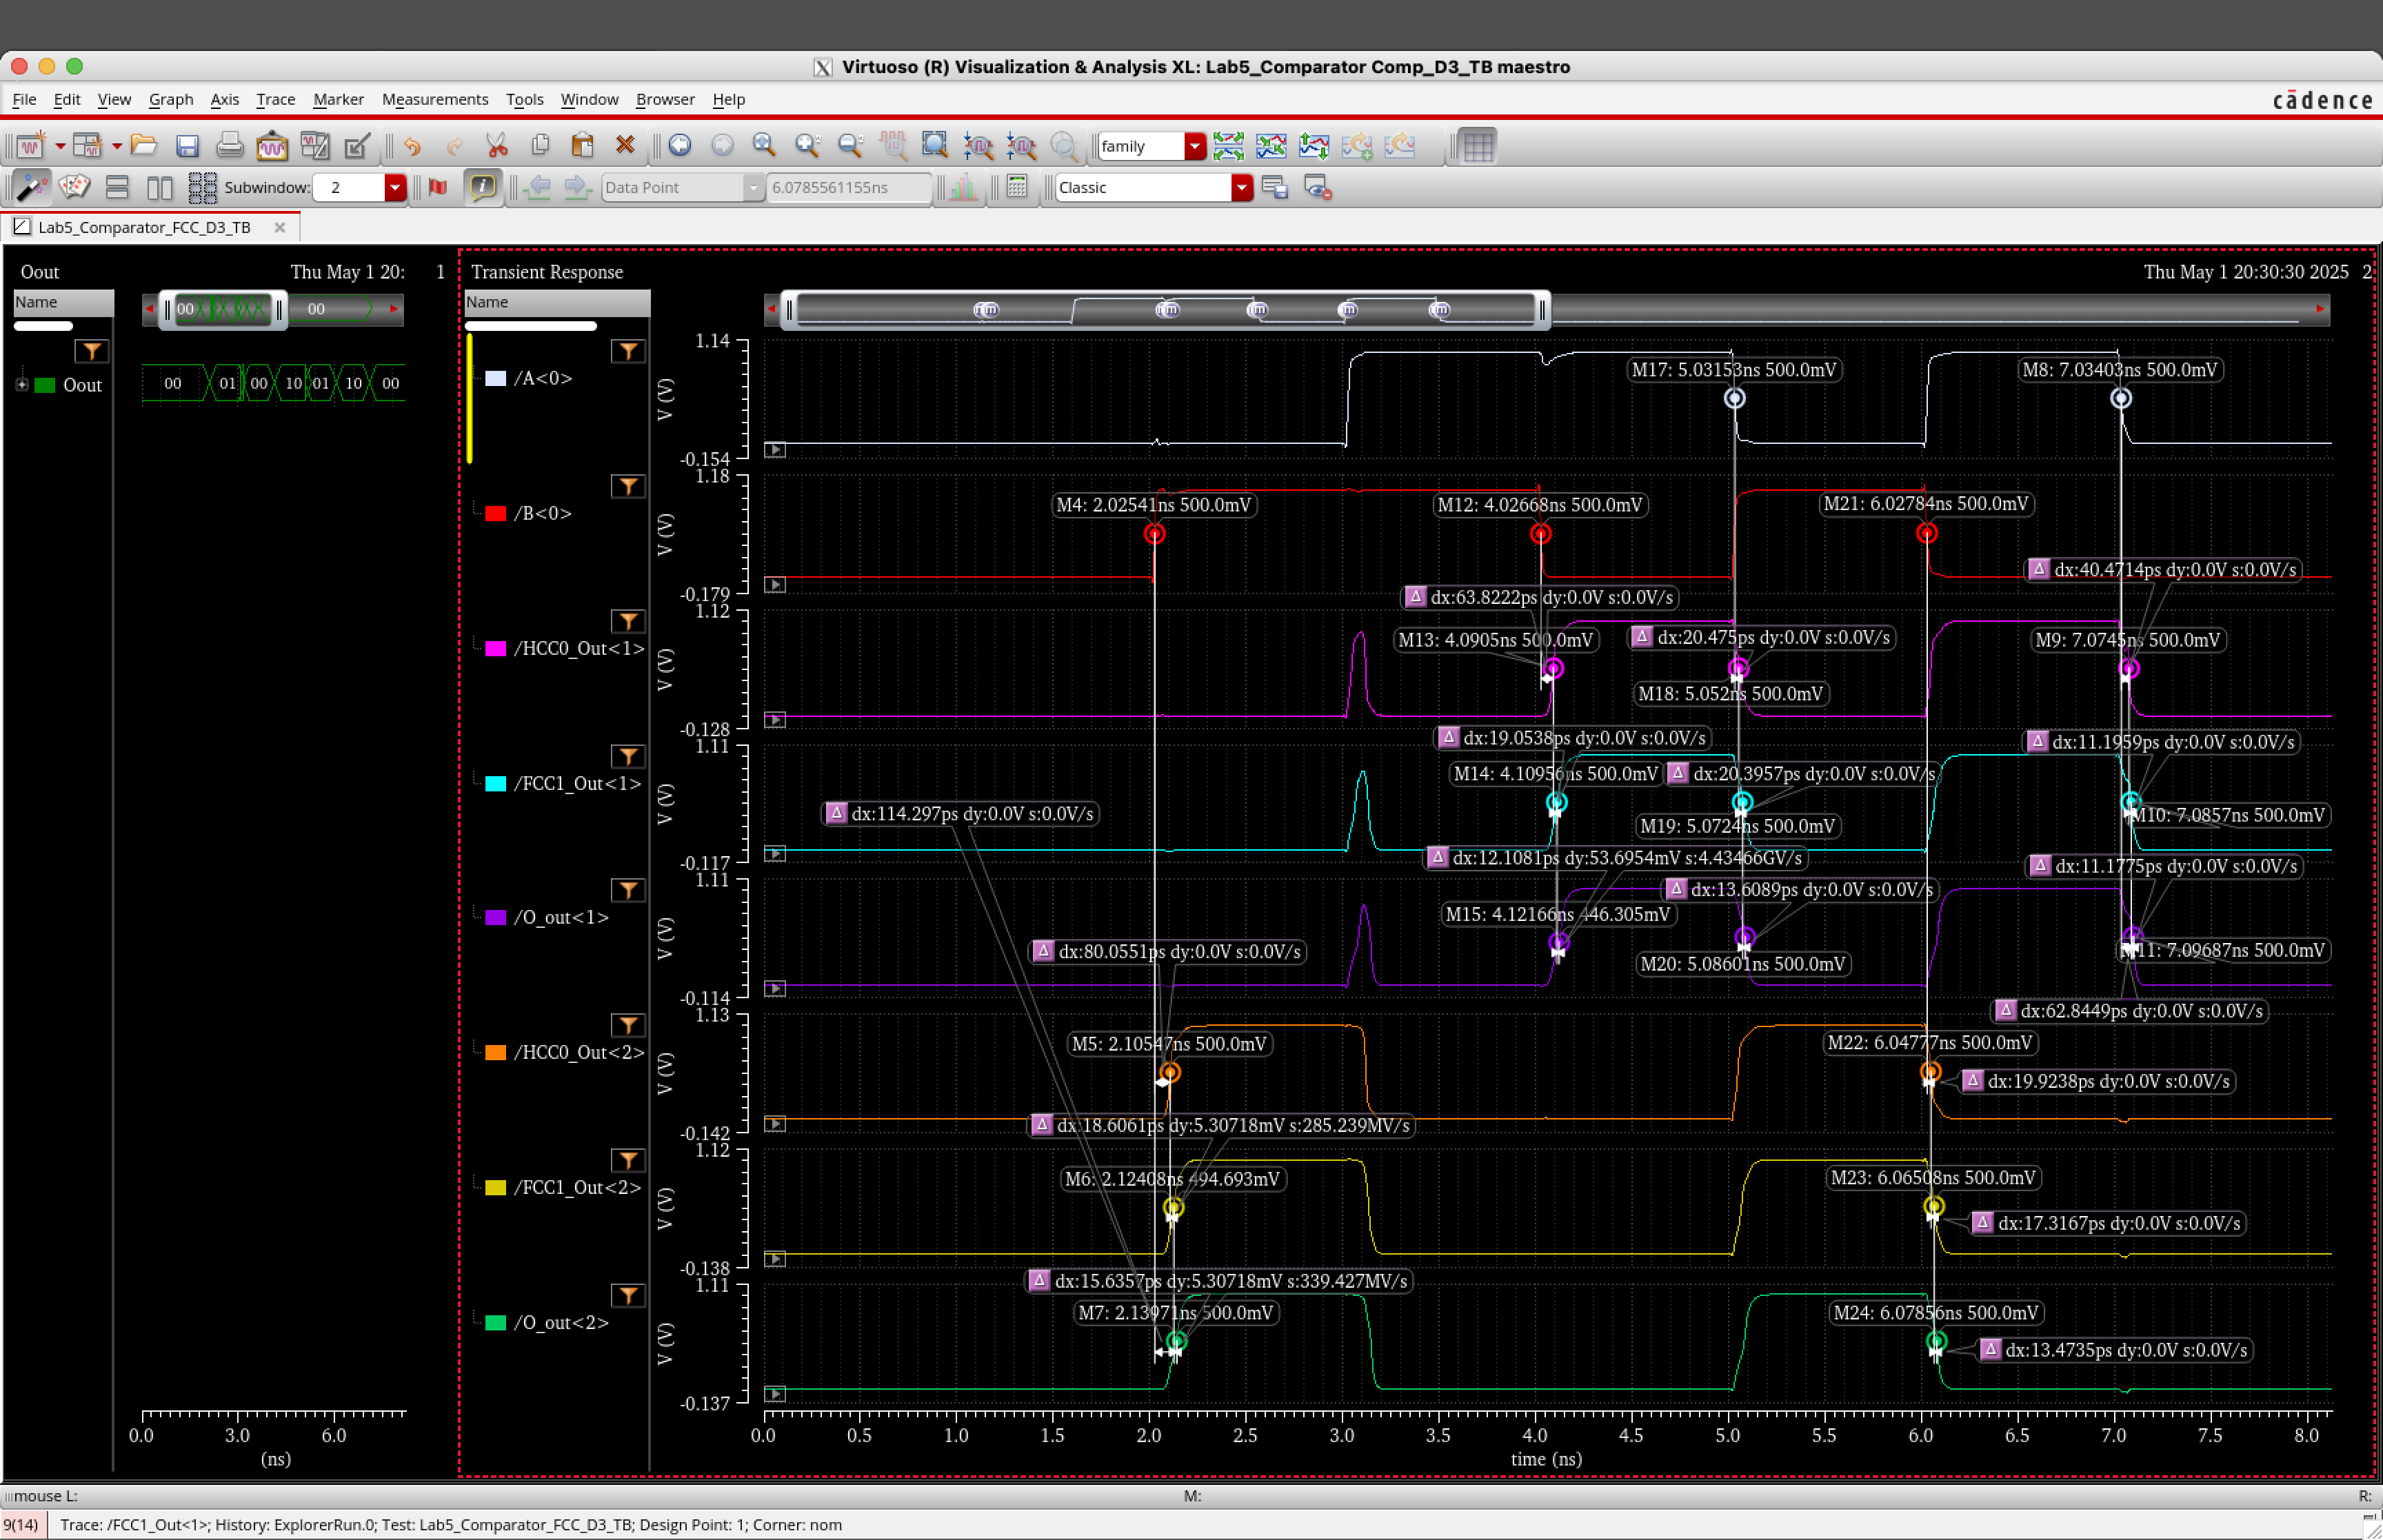 Virtuoso (R) Visualization & Analysis XL: Lab5_Comparator Comp_D3_TB maestro
File Edit View Graph Axis Trace Marker Measurements Tools Window Browser Help
cādence
family
Subwindow: 2
Data Point
6.0785561155ns
Classic
Lab5_Comparator_FCC_D3_TB
Oout
Thu May 1 20:
1
Name
00
00
Oout
00 01 00 10 01 10 00
0.0 3.0 6.0
(ns)
Transient Response
Thu May 1 20:30:30 2025 2
Name
/A<0>
V (V)
1.14
-0.154
M17: 5.03153ns 500.0mV
M8: 7.03403ns 500.0mV
/B<0>
V (V)
1.18
-0.179
M4: 2.02541ns 500.0mV
M12: 4.02668ns 500.0mV
M21: 6.02784ns 500.0mV
dx:40.4714ps dy:0.0V s:0.0V/s
dx:63.8222ps dy:0.0V s:0.0V/s
/HCC0_Out<1>
V (V)
1.12
-0.128
M13: 4.0905ns 500.0mV
dx:20.475ps dy:0.0V s:0.0V/s
M9: 7.0745ns 500.0mV
M18: 5.052ns 500.0mV
dx:19.0538ps dy:0.0V s:0.0V/s
dx:11.1959ps dy:0.0V s:0.0V/s
/FCC1_Out<1>
V (V)
1.11
-0.117
M14: 4.10956ns 500.0mV
dx:20.3957ps dy:0.0V s:0.0V/s
dx:114.297ps dy:0.0V s:0.0V/s
M19: 5.0724ns 500.0mV
M10: 7.0857ns 500.0mV
dx:12.1081ps dy:53.6954mV s:4.43466GV/s
dx:11.1775ps dy:0.0V s:0.0V/s
/O_out<1>
V (V)
1.11
-0.114
dx:13.6089ps dy:0.0V s:0.0V/s
M15: 4.12166ns 446.305mV
dx:80.0551ps dy:0.0V s:0.0V/s
M20: 5.08601ns 500.0mV
M11: 7.09687ns 500.0mV
dx:62.8449ps dy:0.0V s:0.0V/s
/HCC0_Out<2>
V (V)
1.13
-0.142
M5: 2.10547ns 500.0mV
M22: 6.04777ns 500.0mV
dx:19.9238ps dy:0.0V s:0.0V/s
dx:18.6061ps dy:5.30718mV s:285.239MV/s
/FCC1_Out<2>
V (V)
1.12
-0.138
M6: 2.12408ns 494.693mV
M23: 6.06508ns 500.0mV
dx:17.3167ps dy:0.0V s:0.0V/s
dx:15.6357ps dy:5.30718mV s:339.427MV/s
/O_out<2>
V (V)
1.11
-0.137
M7: 2.13971ns 500.0mV
M24: 6.07856ns 500.0mV
dx:13.4735ps dy:0.0V s:0.0V/s
0.0 0.5 1.0 1.5 2.0 2.5 3.0 3.5 4.0 4.5 5.0 5.5 6.0 6.5 7.0 7.5 8.0
time (ns)
mouse L: M: R:
9(14) Trace: /FCC1_Out<1>; History: ExplorerRun.0; Test: Lab5_Comparator_FCC_D3_TB; Design Point: 1; Corner: nom